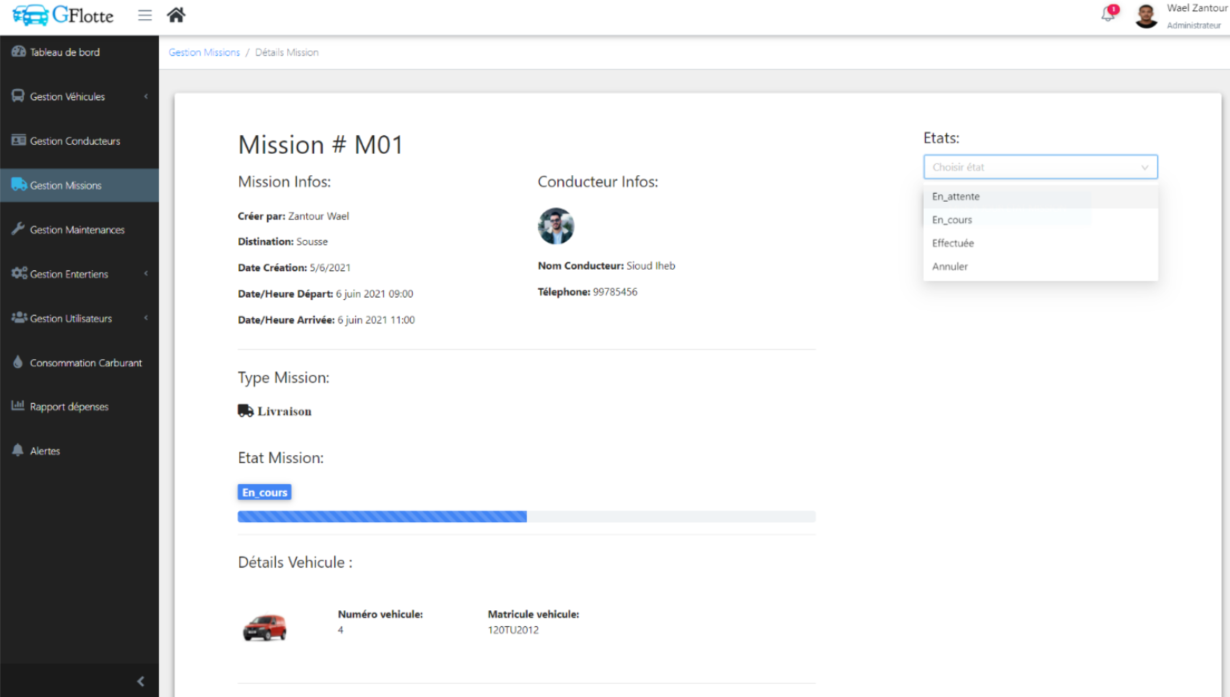 GFlotte
1
Wael Zantour
Administrateur
Tableau de bord
Gestion Véhicules
Gestion Conducteurs
Gestion Missions
Gestion Maintenances
Gestion Entertiens
Gestion Utilisateurs
Consommation Carburant
Rapport dépenses
Alertes
Gestion Missions / Détails Mission
Mission # M01
Mission Infos:
Créer par: Zantour Wael
Distination: Sousse
Date Création: 5/6/2021
Date/Heure Départ: 6 juin 2021 09:00
Date/Heure Arrivée: 6 juin 2021 11:00
Conducteur Infos:
Nom Conducteur: Sioud Iheb
Télephone: 99785456
Etats:
Choisir état
En_attente
En_cours
Effectuée
Annuler
Type Mission:
Livraison
Etat Mission:
En_cours
Détails Vehicule :
Numéro vehicule:
4
Matricule vehicule:
120TU2012